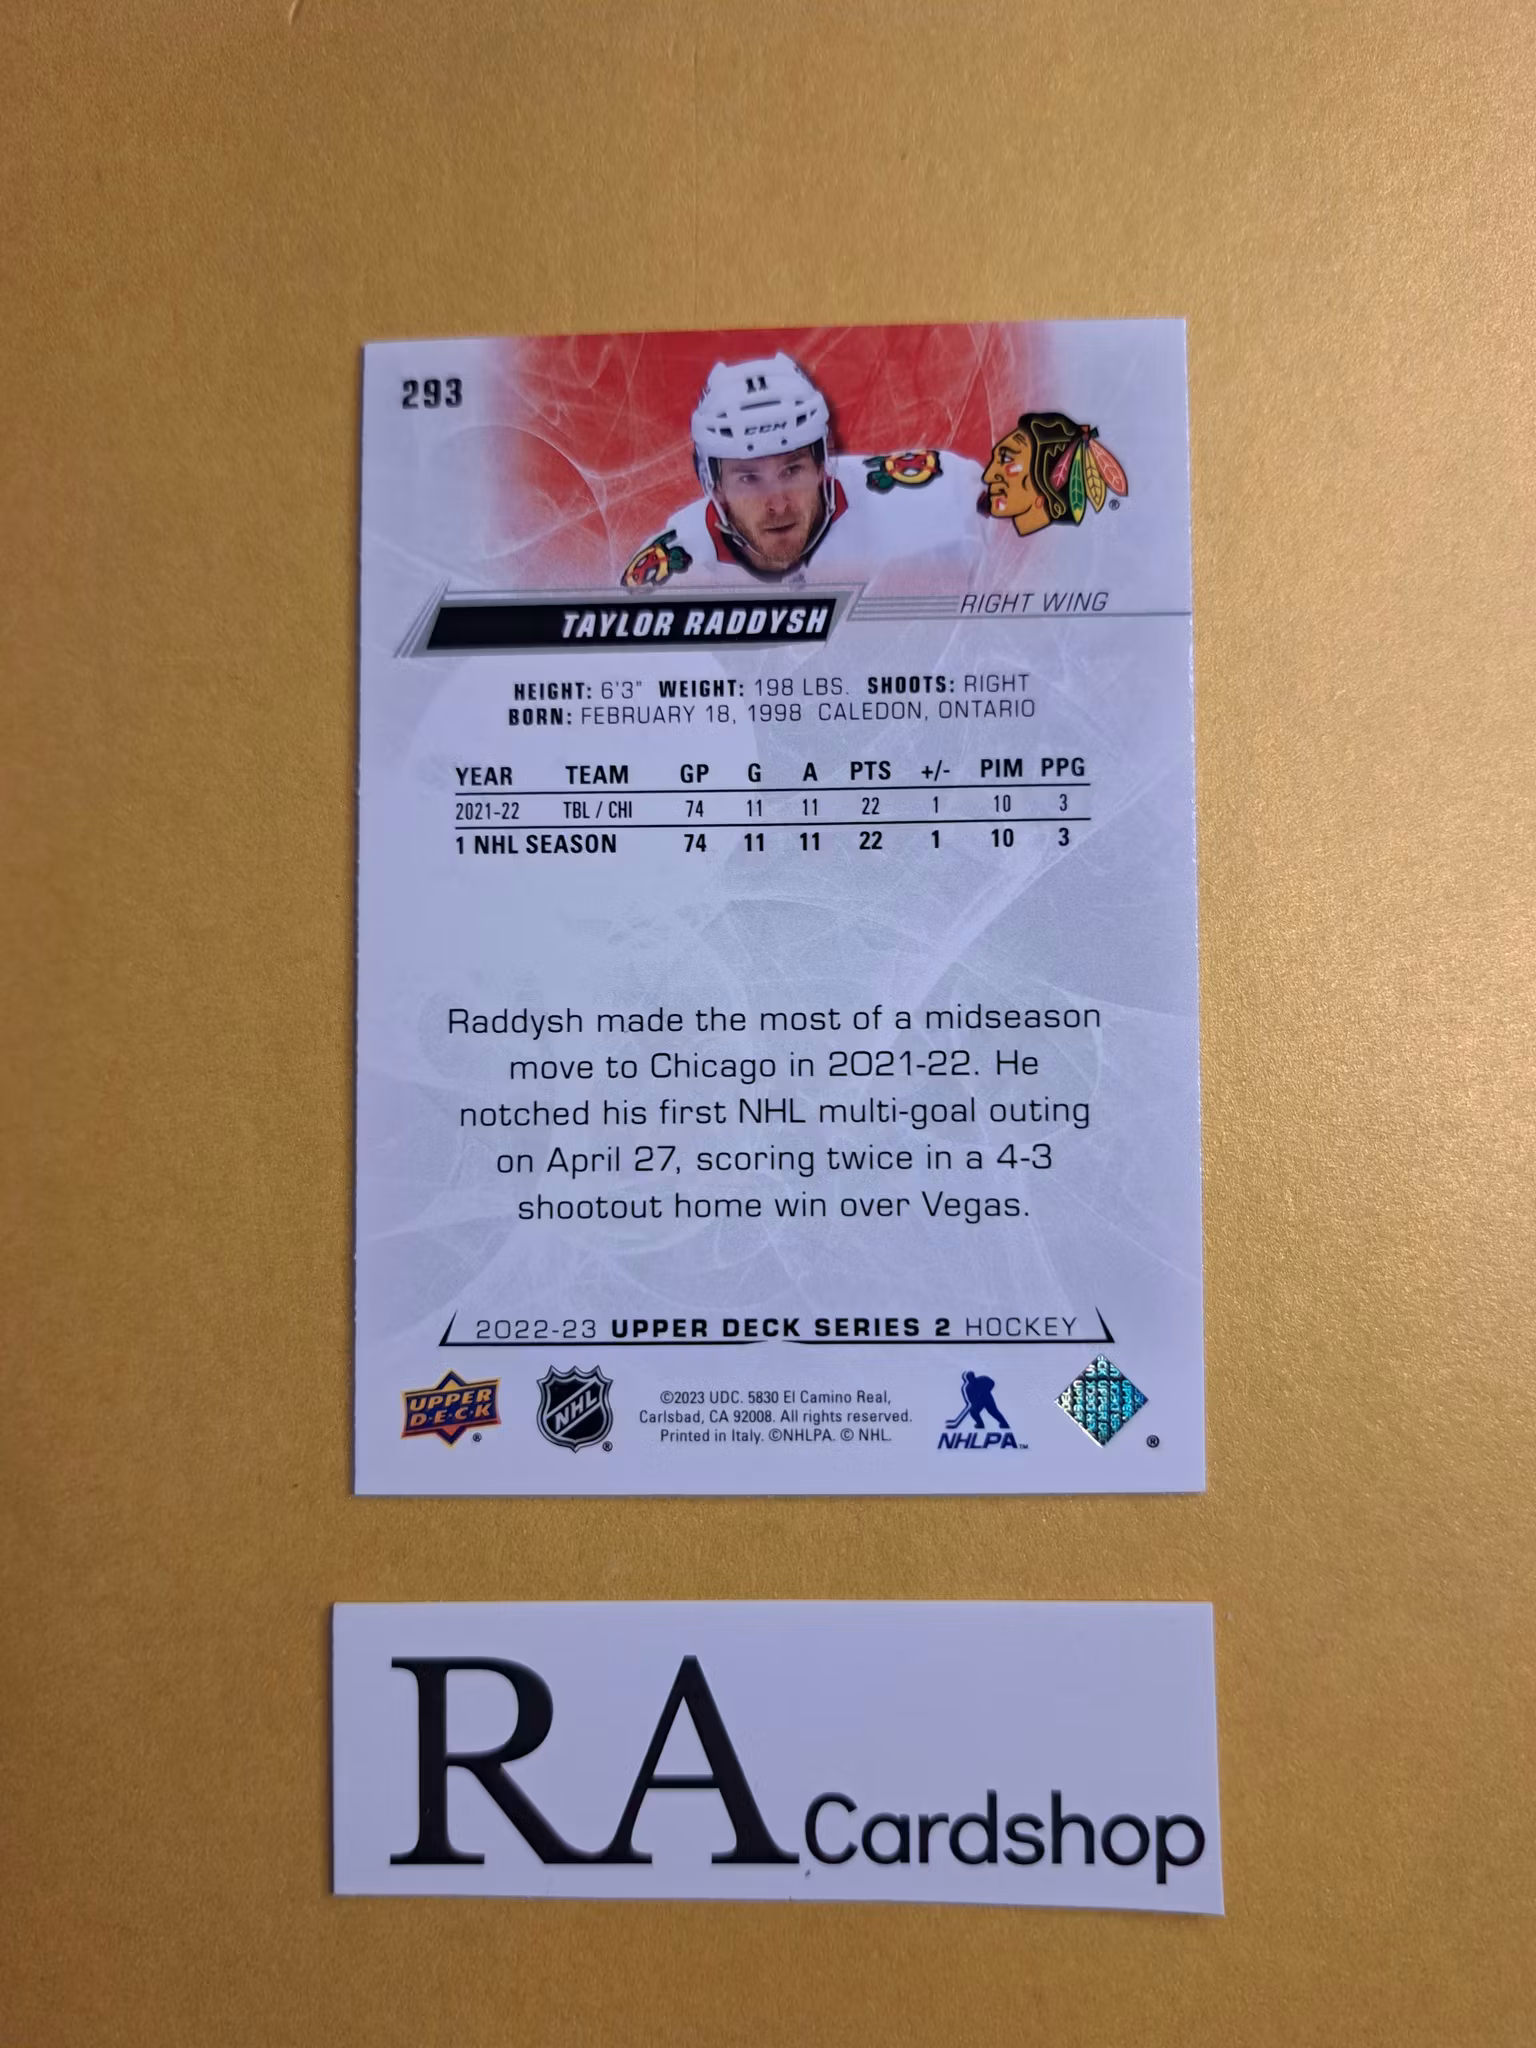 293
11
CCM
®
TAYLOR RADDYSH
RIGHT WING
HEIGHT: 6'3" WEIGHT: 198 LBS. SHOOTS: RIGHT
BORN: FEBRUARY 18, 1998 CALEDON, ONTARIO
YEAR TEAM GP G A PTS +/- PIM PPG
2021-22 TBL / CHI 74 11 11 22 1 10 3
1 NHL SEASON 74 11 11 22 1 10 3
Raddysh made the most of a midseason
move to Chicago in 2021-22. He
notched his first NHL multi-goal outing
on April 27, scoring twice in a 4-3
shootout home win over Vegas.
2022-23 UPPER DECK SERIES 2 HOCKEY
UPPER
D·E·C·K
®
NHL
®
©2023 UDC. 5830 El Camino Real,
Carlsbad, CA 92008. All rights reserved.
Printed in Italy. ©NHLPA. © NHL.
NHLPA™
®
RA Cardshop